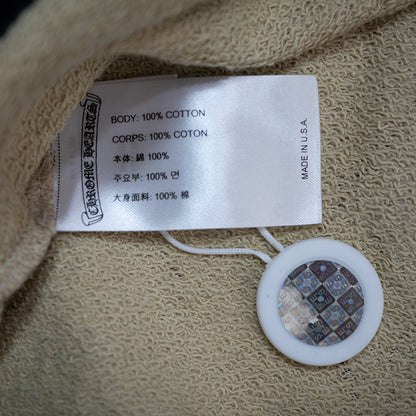 CHROME HEARTS
BODY: 100% COTTON
CORPS: 100% COTON
本体: 綿 100%
주요부: 100% 면
大身面料: 100% 棉
MADE IN U.S.A.